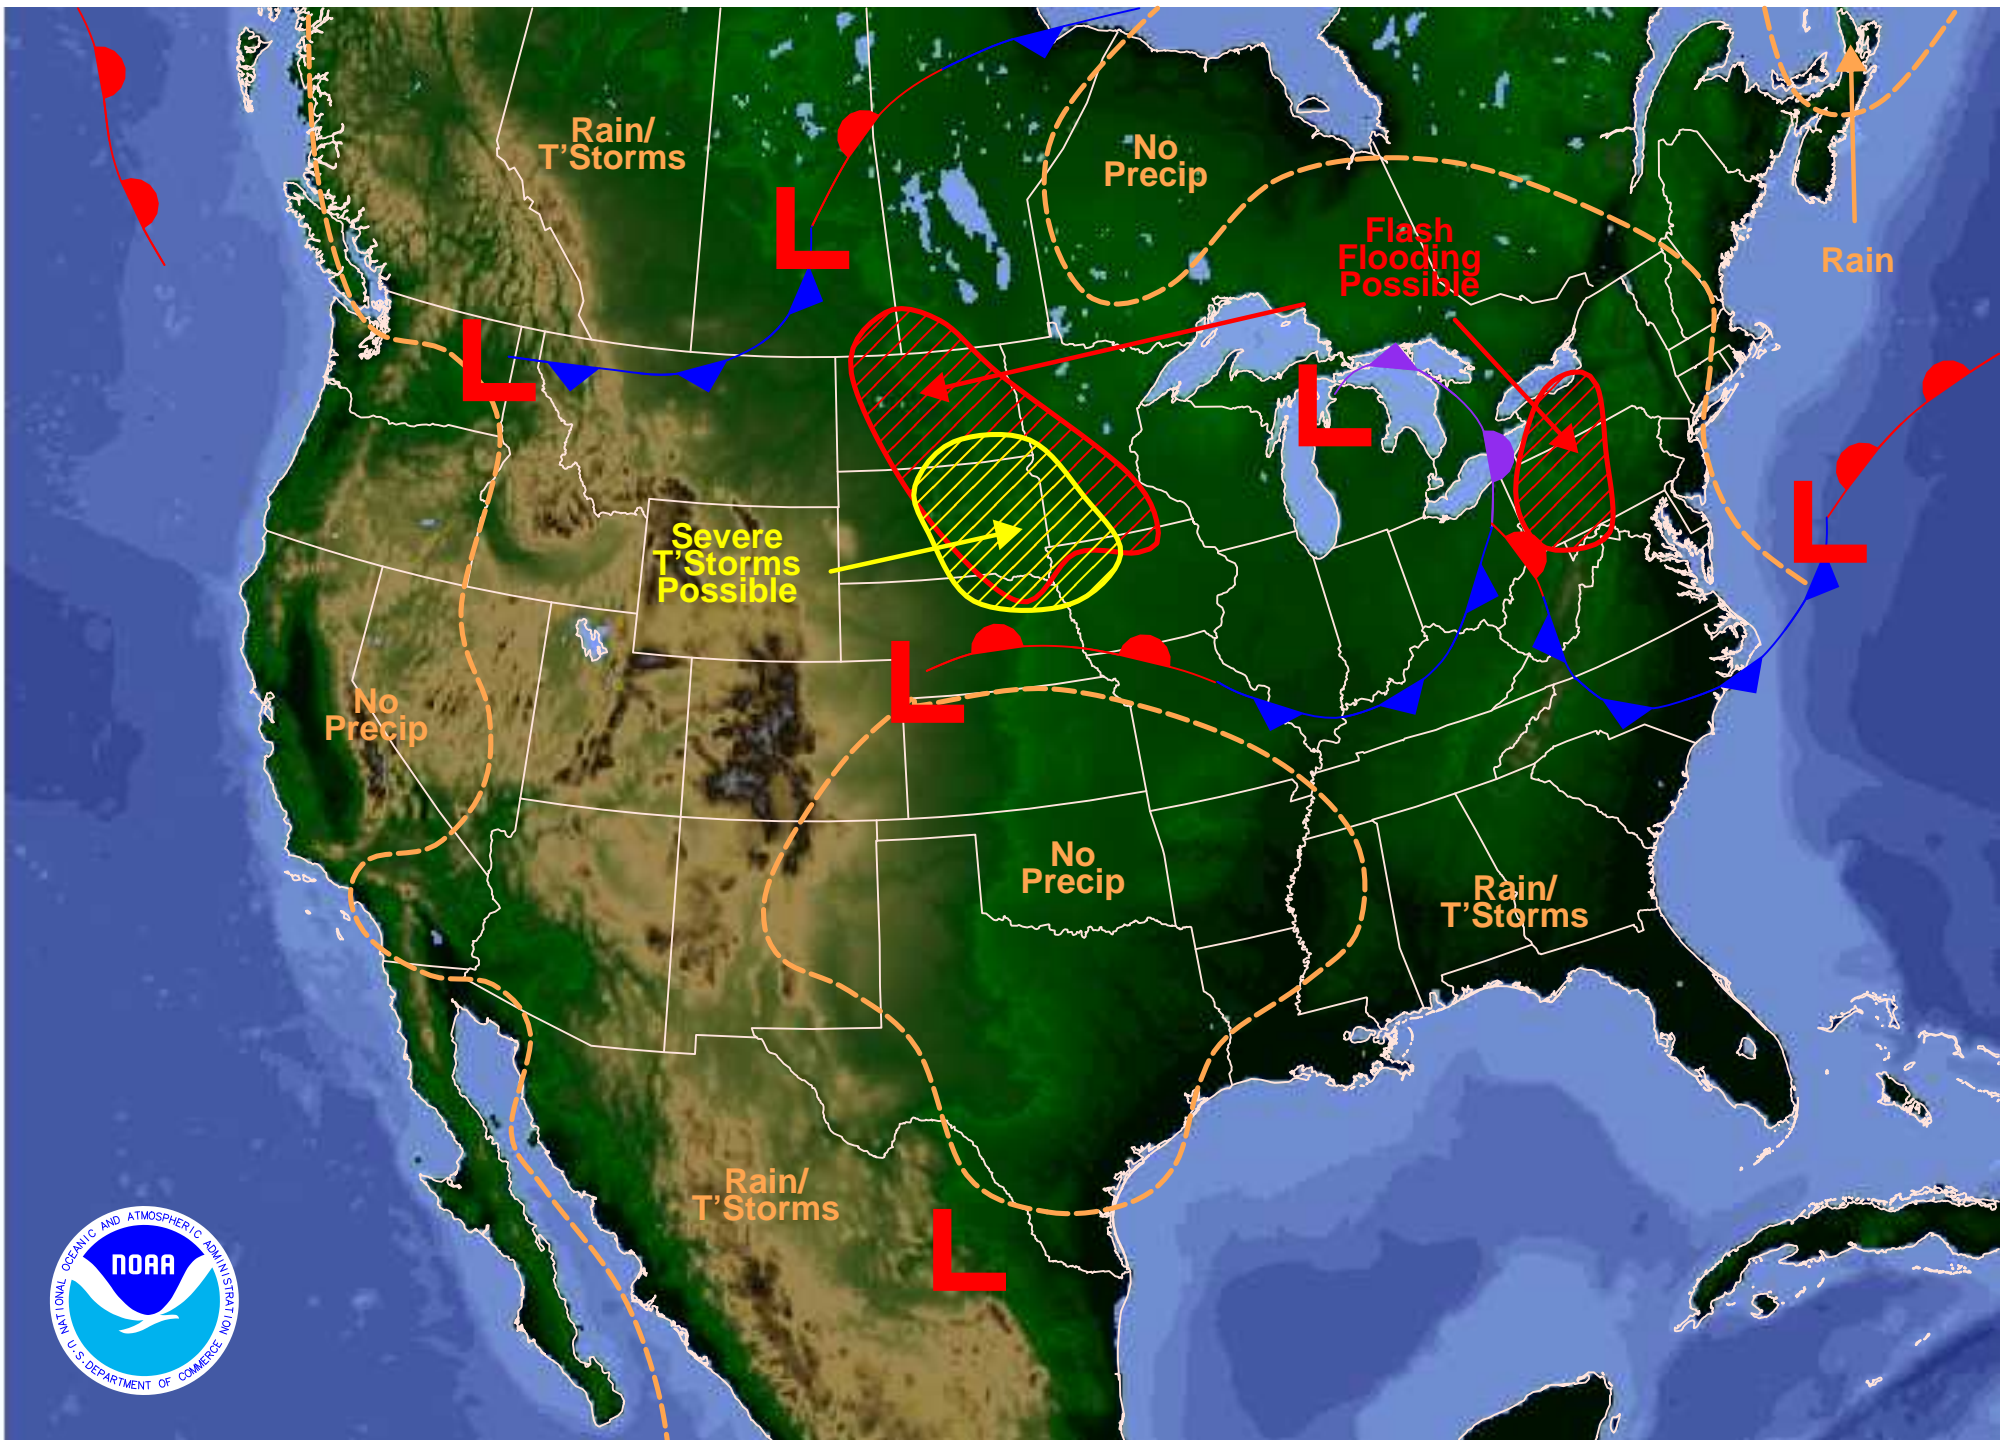 Rain/
T'Storms
No
Precip
Flash
Flooding
Possible
Rain
L
L
L
L
Severe
T'Storms
Possible
L
No
Precip
No
Precip
Rain/
T'Storms
Rain/
T'Storms
L
NATIONAL OCEANIC AND ATMOSPHERIC ADMINISTRATION
NOAA
U.S. DEPARTMENT OF COMMERCE